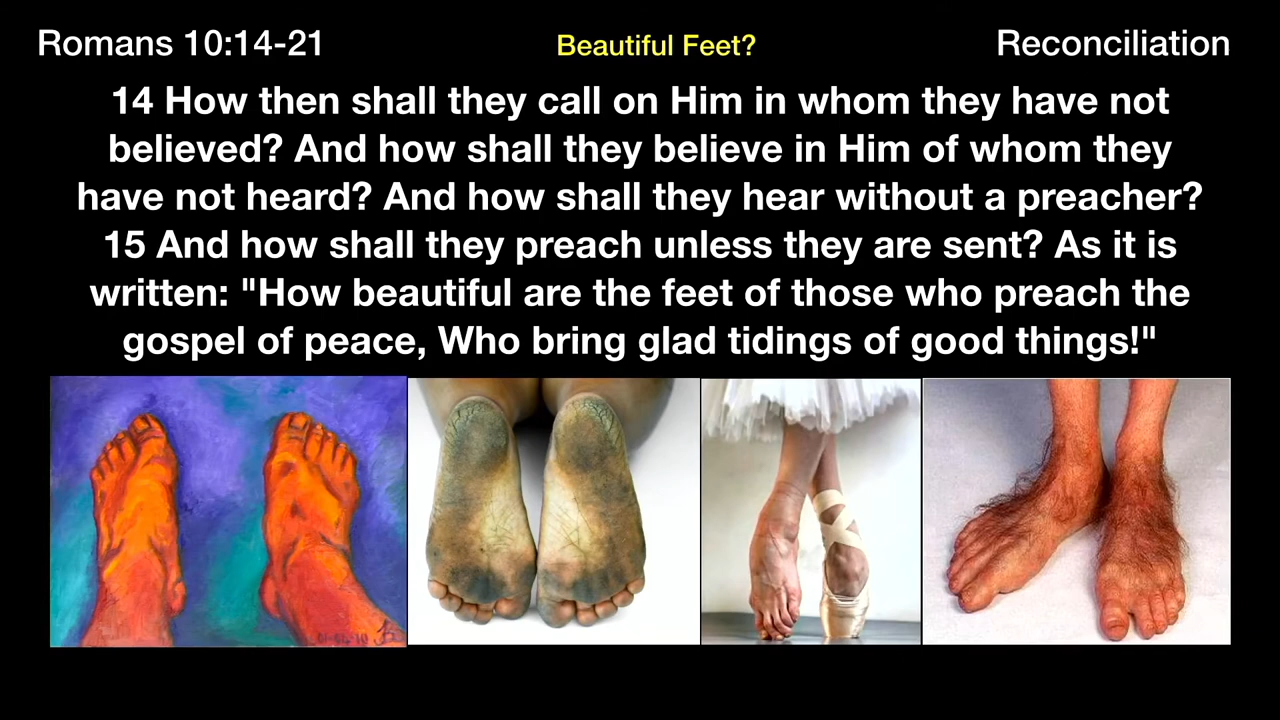 Romans 10:14-21
Beautiful Feet?
Reconciliation
14 How then shall they call on Him in whom they have not
believed? And how shall they believe in Him of whom they
have not heard? And how shall they hear without a preacher?
15 And how shall they preach unless they are sent? As it is
written: "How beautiful are the feet of those who preach the
gospel of peace, Who bring glad tidings of good things!"